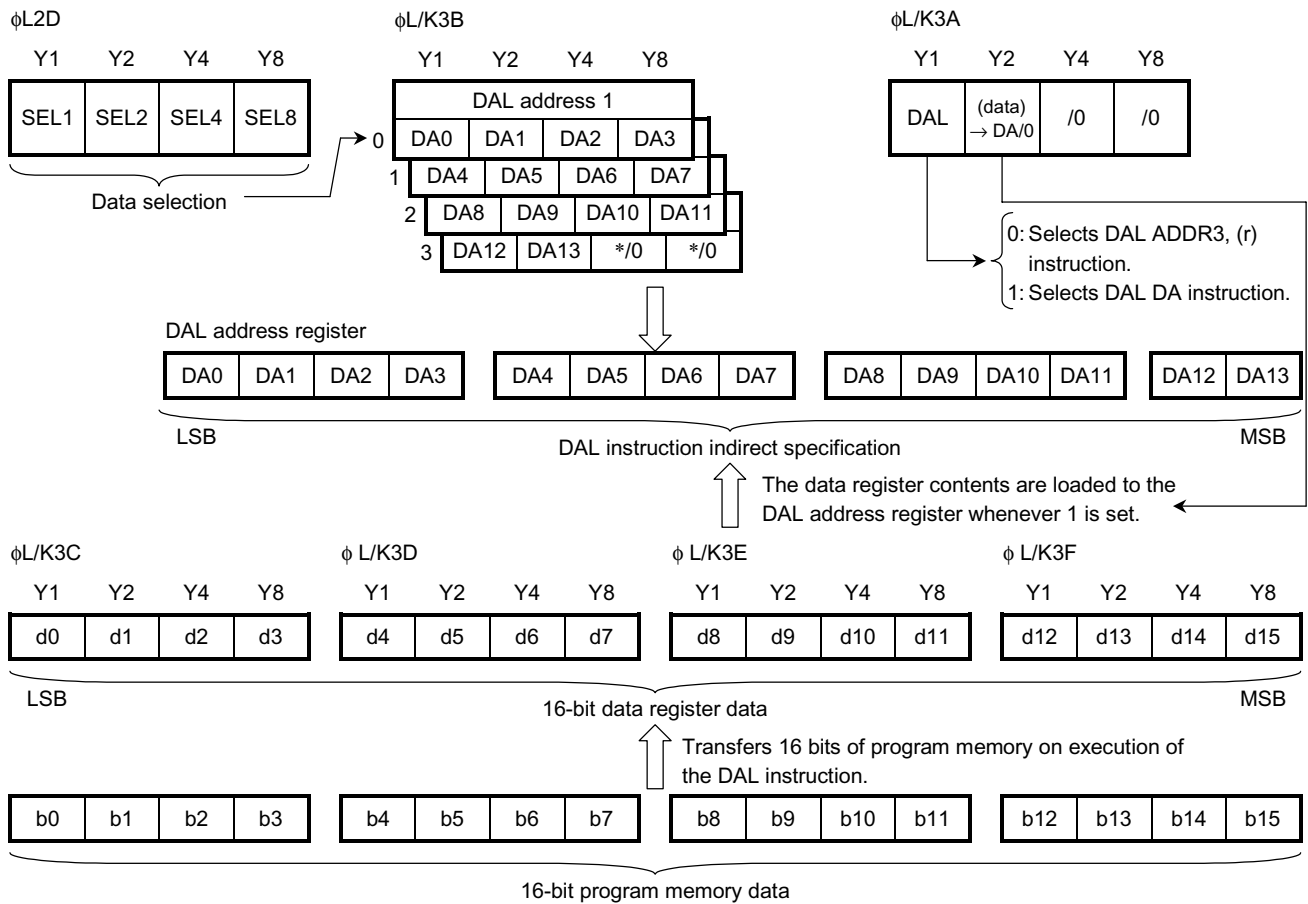 φL2D
φL/K3B
φL/K3A
Y1 Y2 Y4 Y8
Y1 Y2 Y4 Y8
Y1 Y2 Y4 Y8
SEL1 SEL2 SEL4 SEL8
Data selection
DAL address 1
0 DA0 DA1 DA2 DA3
1 DA4 DA5 DA6 DA7
2 DA8 DA9 DA10 DA11
3 DA12 DA13 */0 */0
DAL (data) → DA/0 /0 /0
0: Selects DAL ADDR3, (r)
instruction.
1: Selects DAL DA instruction.
DAL address register
DA0 DA1 DA2 DA3 DA4 DA5 DA6 DA7 DA8 DA9 DA10 DA11 DA12 DA13
LSB MSB
DAL instruction indirect specification
The data register contents are loaded to the
DAL address register whenever 1 is set.
φL/K3C φ L/K3D φ L/K3E φ L/K3F
Y1 Y2 Y4 Y8 Y1 Y2 Y4 Y8 Y1 Y2 Y4 Y8 Y1 Y2 Y4 Y8
d0 d1 d2 d3 d4 d5 d6 d7 d8 d9 d10 d11 d12 d13 d14 d15
LSB MSB
16-bit data register data
Transfers 16 bits of program memory on execution of
the DAL instruction.
b0 b1 b2 b3 b4 b5 b6 b7 b8 b9 b10 b11 b12 b13 b14 b15
16-bit program memory data